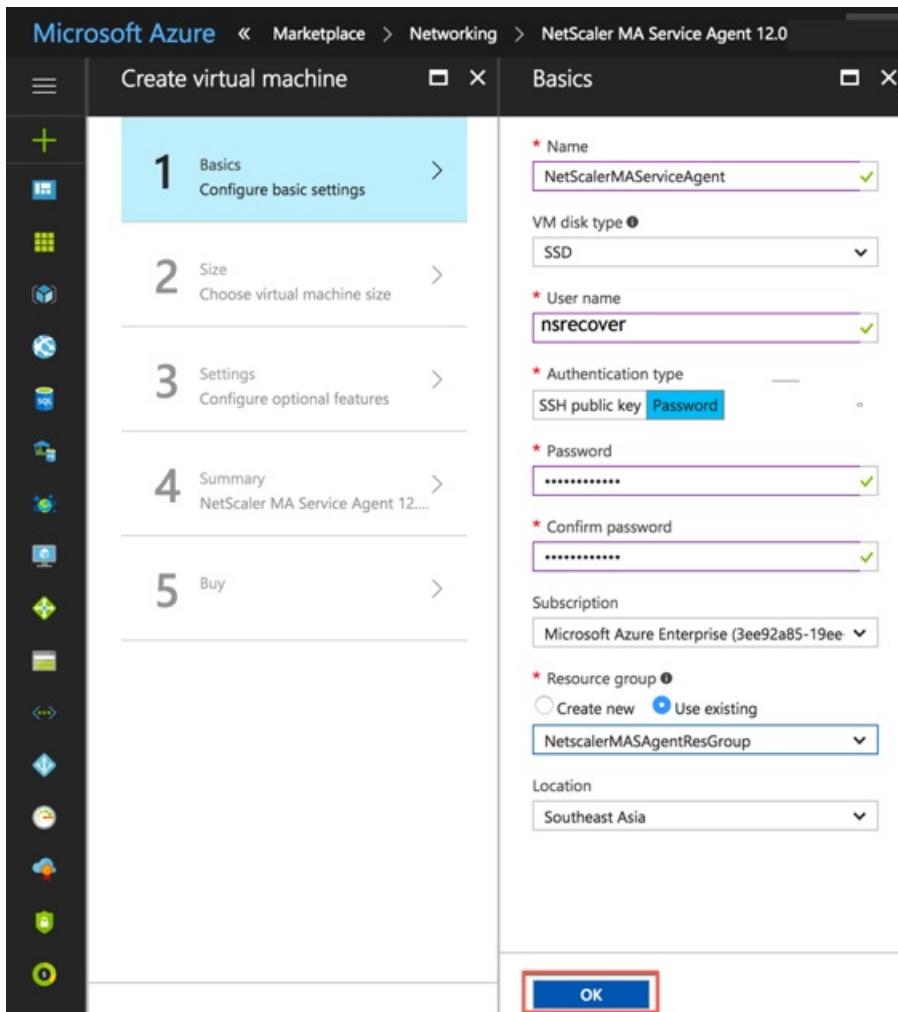 Microsoft Azure « Marketplace > Networking > NetScaler MA Service Agent 12.0
Create virtual machine
1 Basics
Configure basic settings
2 Size
Choose virtual machine size
3 Settings
Configure optional features
4 Summary
NetScaler MA Service Agent 12....
5 Buy
Basics
* Name
NetScalerMAServiceAgent
VM disk type
SSD
* User name
nsrecover
* Authentication type
SSH public key Password
* Password
••••••••••••
* Confirm password
••••••••••••
Subscription
Microsoft Azure Enterprise (3ee92a85-19ee-
* Resource group
Create new Use existing
NetscalerMASAgentResGroup
Location
Southeast Asia
OK
SQL